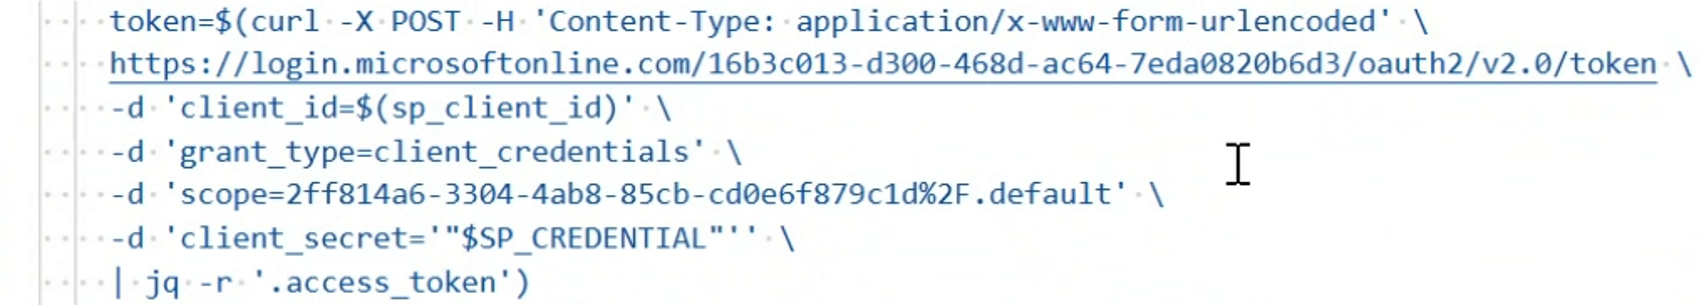 token=$(curl -X POST -H 'Content-Type: application/x-www-form-urlencoded' \
https://login.microsoftonline.com/16b3c013-d300-468d-ac64-7eda0820b6d3/oauth2/v2.0/token \
-d 'client_id=$(sp_client_id)' \
-d 'grant_type=client_credentials' \
-d 'scope=2ff814a6-3304-4ab8-85cb-cd0e6f879c1d%2F.default' \
-d 'client_secret='"$SP_CREDENTIAL"'' \
| jq -r '.access_token')